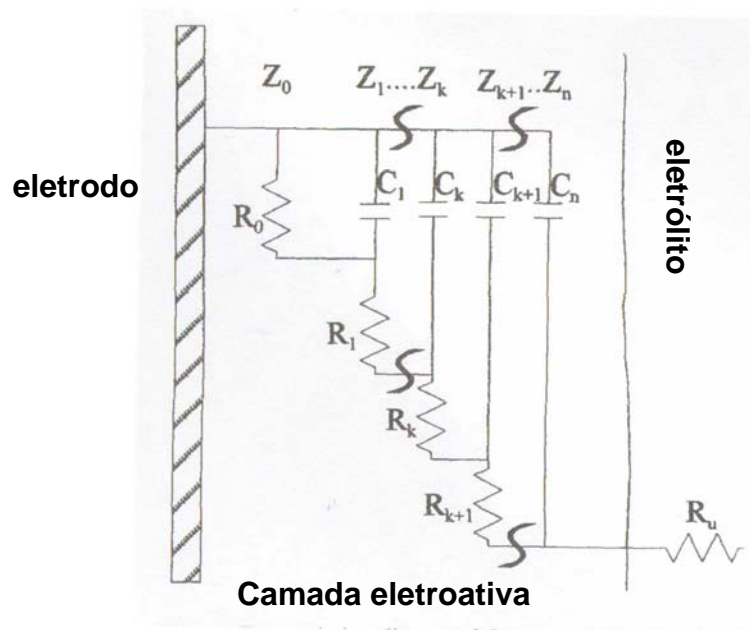 Z₀ Z₁....Zₖ Zₖ₊₁...Zₙ
eletrodo
eletrólito
C₁ Cₖ Cₖ₊₁ Cₙ
R₀
R₁
Rₖ
Rₖ₊₁
Rᵤ
Camada eletroativa